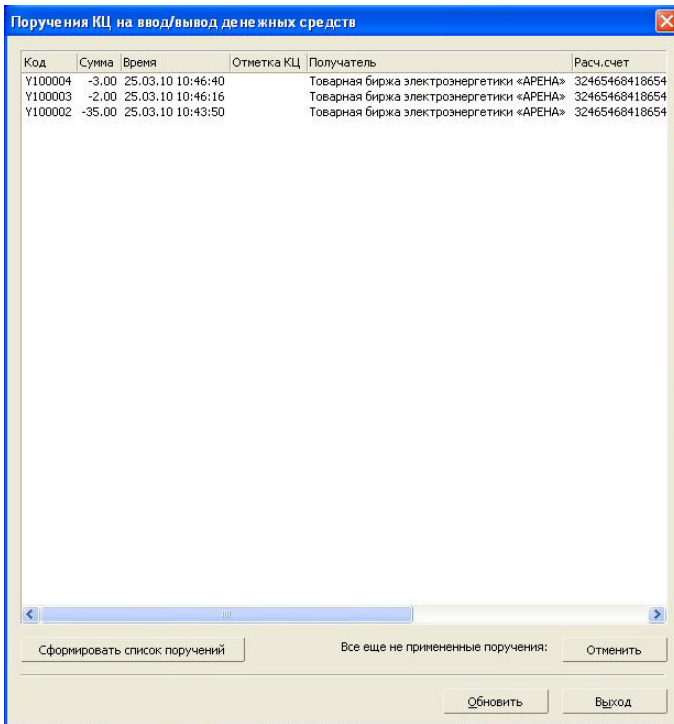 Поручения КЦ на ввод/вывод денежных средств
Код Сумма Время Отметка КЦ Получатель Расч.счет
Y100004 -3.00 25.03.10 10:46:40 Товарная биржа электроэнергетики «АРЕНА» 32465468418654
Y100003 -2.00 25.03.10 10:46:16 Товарная биржа электроэнергетики «АРЕНА» 32465468418654
Y100002 -35.00 25.03.10 10:43:50 Товарная биржа электроэнергетики «АРЕНА» 32465468418654
Сформировать список поручений Все еще не примененные поручения: Отменить
Обновить Выход